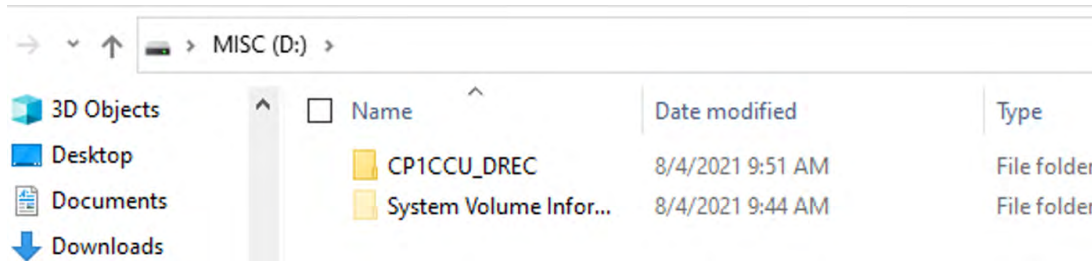 MISC (D:)
3D Objects
Desktop
Documents
Downloads
Name Date modified Type
CP1CCU_DREC 8/4/2021 9:51 AM File folder
System Volume Infor... 8/4/2021 9:44 AM File folder